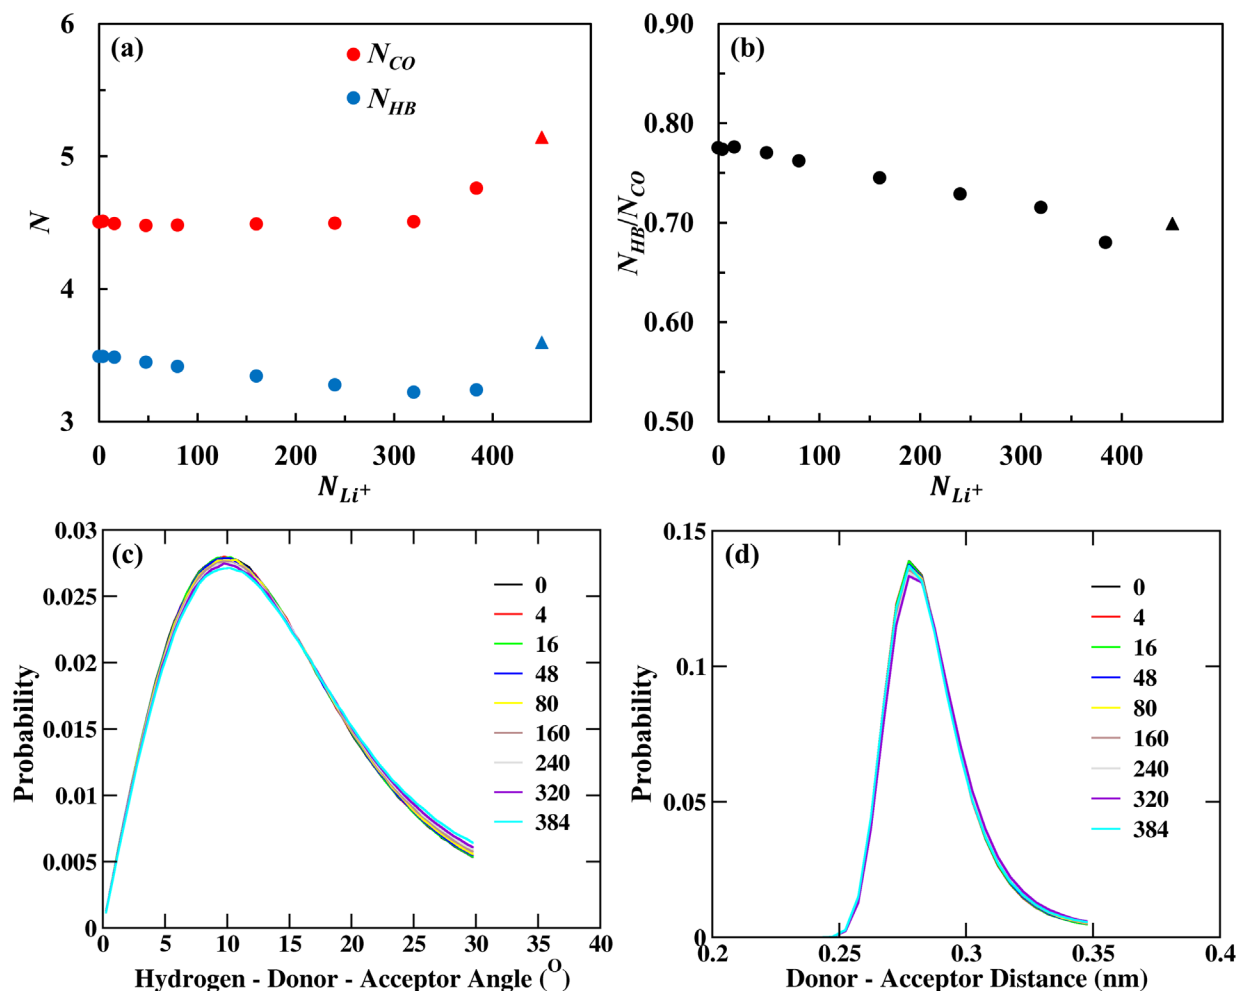 (a)
N_CO
N_HB
6
5
4
3
N
0 100 200 300 400
N_Li+
(b)
0.90
0.80
0.70
0.60
0.50
N_HB/N_CO
0 100 200 300 400
N_Li+
(c)
0.03
0.025
0.02
0.015
0.01
0.005
0
Probability
0
4
16
48
80
160
240
320
384
0 5 10 15 20 25 30 35 40
Hydrogen - Donor - Acceptor Angle (O)
(d)
0.15
0.1
0.05
0
Probability
0
4
16
48
80
160
240
320
384
0.2 0.25 0.3 0.35 0.4
Donor - Acceptor Distance (nm)